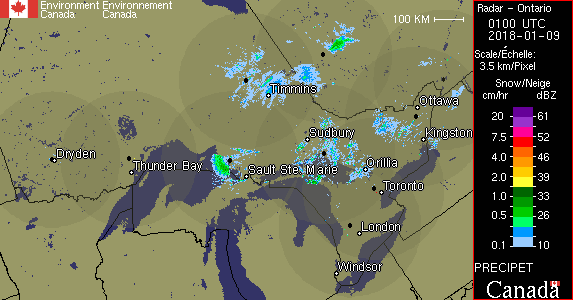 Environment Environnement
Canada Canada
100 KM
Timmins
Ottawa
Sudbury
Kingston
Dryden
Thunder Bay
Sault Ste. Marie
Orillia
Toronto
London
Windsor
Radar - Ontario
0100 UTC
2018-01-09
Scale/Échelle:
3.5 km/Pixel
Snow/Neige
cm/hr dBZ
20 61
7.5 52
4.0 46
2.0 39
1.0 33
0.5 26
0.1 10
PRECIPET
Canada